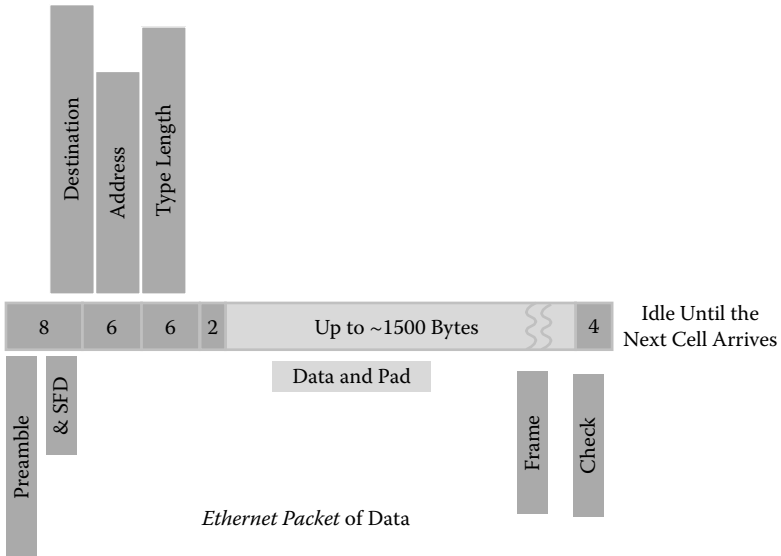 Destination
Address
Type Length
8
6
6
2
Up to ~1500 Bytes
4
Idle Until the
Next Cell Arrives
Preamble
& SFD
Data and Pad
Frame
Check
Ethernet Packet of Data